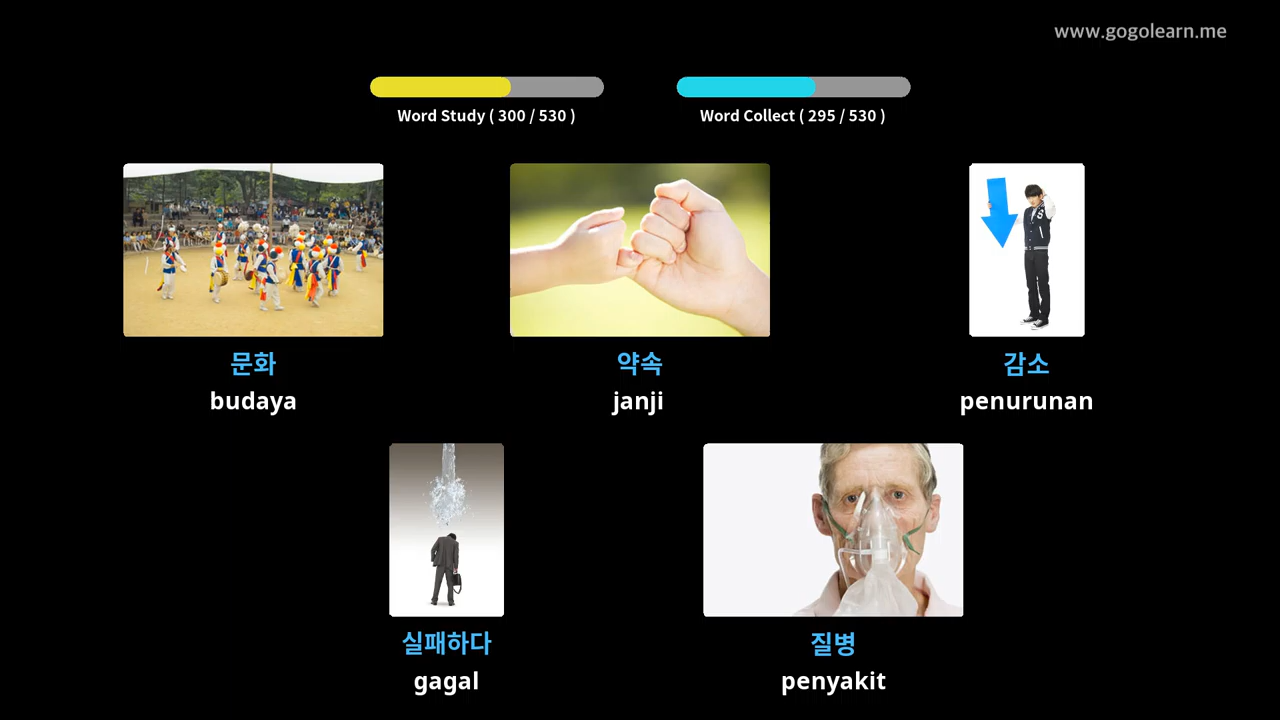 www.gogolearn.me
Word Study ( 300 / 530 )
Word Collect ( 295 / 530 )
문화
budaya
약속
janji
감소
penurunan
실패하다
gagal
질병
penyakit